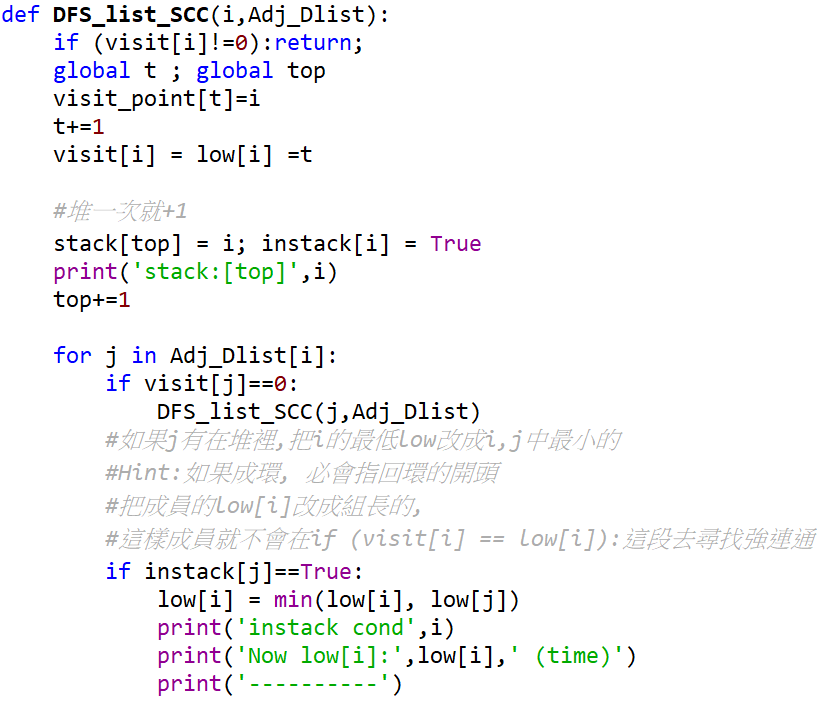 def DFS_list_SCC(i,Adj_Dlist):
    if (visit[i]!=0):return;
    global t ; global top
    visit_point[t]=i
    t+=1
    visit[i] = low[i] =t

    #堆一次就+1
    stack[top] = i; instack[i] = True
    print('stack:[top]',i)
    top+=1

    for j in Adj_Dlist[i]:
        if visit[j]==0:
            DFS_list_SCC(j,Adj_Dlist)
        #如果j有在堆裡,把i的最低low改成i,j中最小的
        #Hint:如果成環, 必會指回環的開頭
        #把成員的low[i]改成組長的,
        #這樣成員就不會在if (visit[i] == low[i]):這段去尋找強連通
        if instack[j]==True:
            low[i] = min(low[i], low[j])
            print('instack cond',i)
            print('Now low[i]:',low[i],' (time)')
            print('----------')